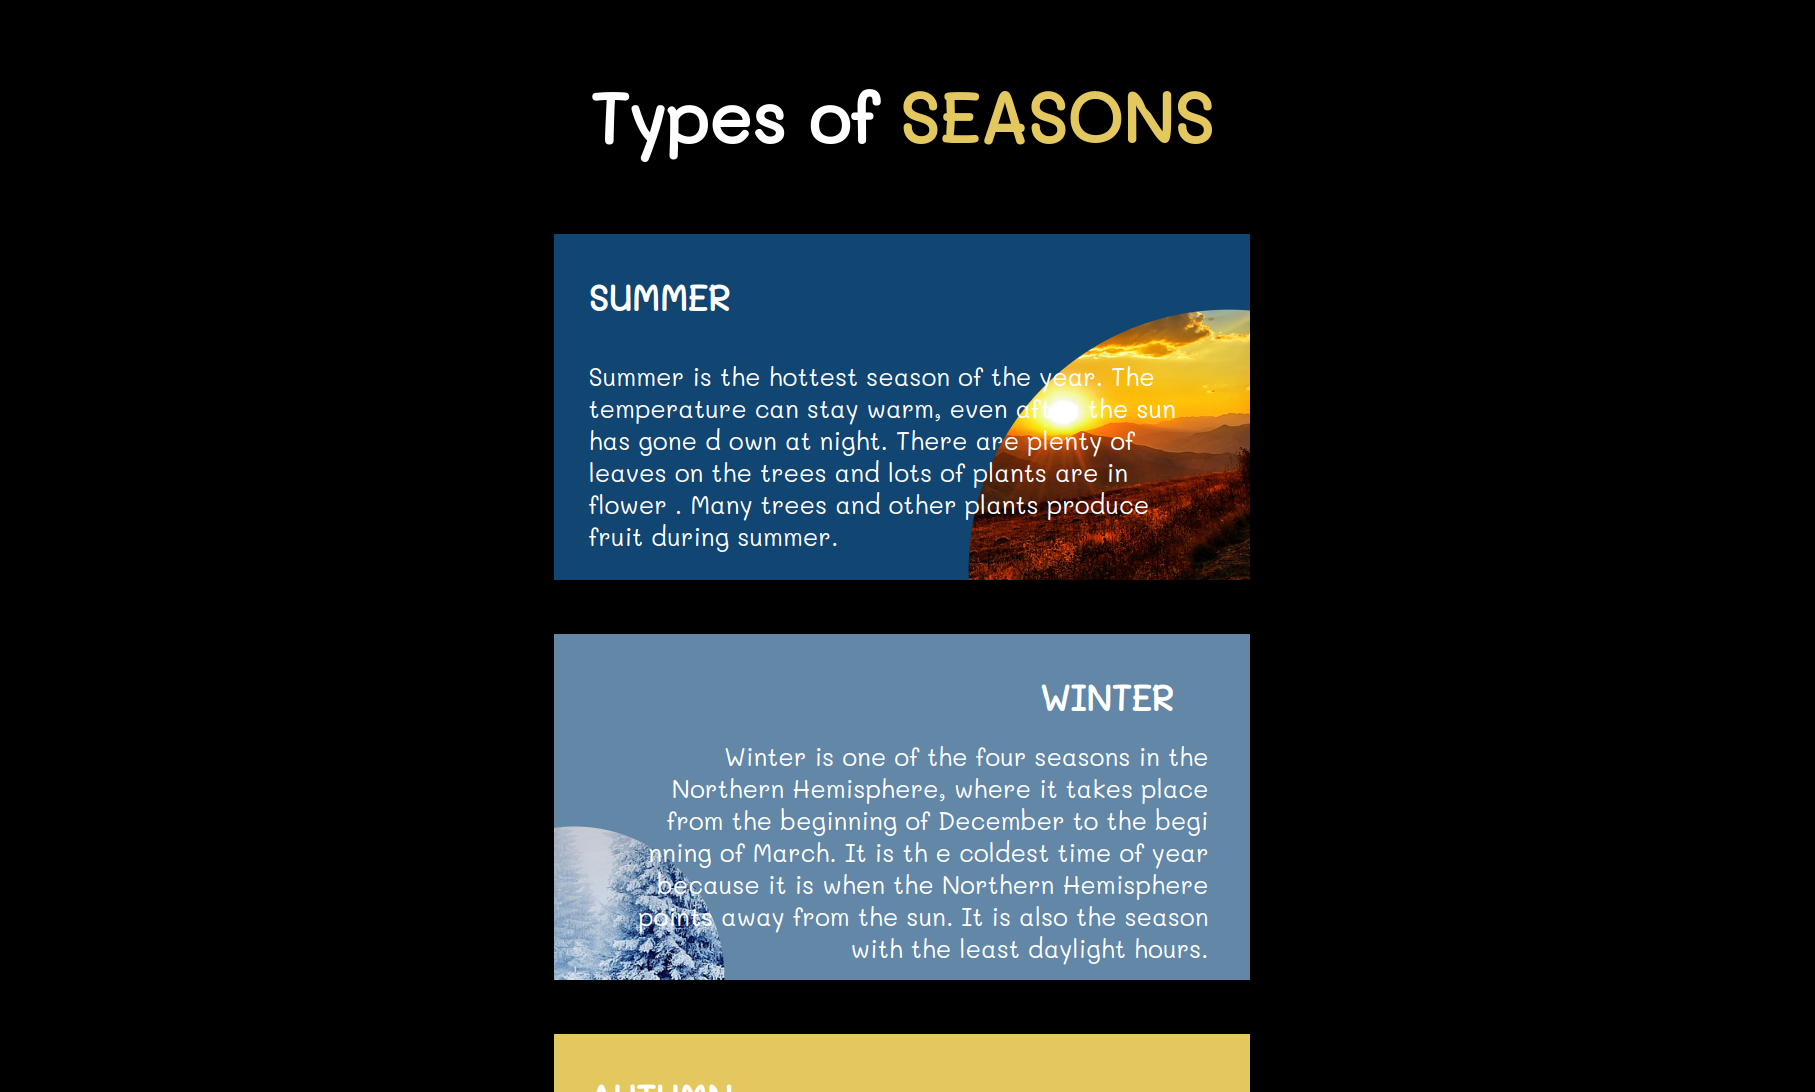 Types of SEASONS
SUMMER
Summer is the hottest season of the year. The
temperature can stay warm, even after the sun
has gone d own at night. There are plenty of
leaves on the trees and lots of plants are in
flower . Many trees and other plants produce
fruit during summer.
WINTER
Winter is one of the four seasons in the
Northern Hemisphere, where it takes place
from the beginning of December to the begi
nning of March. It is th e coldest time of year
because it is when the Northern Hemisphere
points away from the sun. It is also the season
with the least daylight hours.
AUTUMN